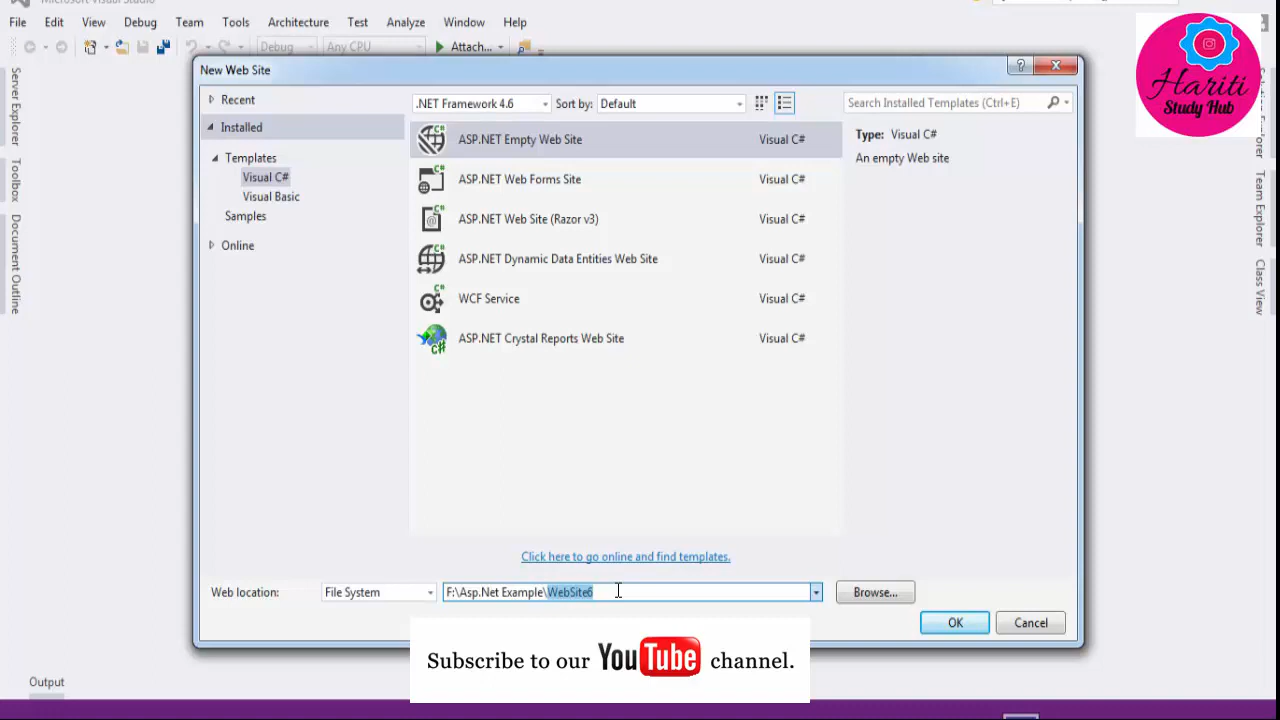 Microsoft Visual Studio
File Edit View Debug Team Tools Architecture Test Analyze Window Help
Debug Any CPU Attach...
Hariti
Study Hub
New Web Site
Recent
.NET Framework 4.6 Sort by: Default
Search Installed Templates (Ctrl+E)
Installed
Templates
Visual C#
Visual Basic
Samples
Online
ASP.NET Empty Web Site Visual C#
ASP.NET Web Forms Site Visual C#
ASP.NET Web Site (Razor v3) Visual C#
ASP.NET Dynamic Data Entities Web Site Visual C#
WCF Service Visual C#
ASP.NET Crystal Reports Web Site Visual C#
Type: Visual C#
An empty Web site
Click here to go online and find templates.
Web location: File System F:\Asp.Net Example\WebSite6 Browse...
OK Cancel
Server Explorer
Toolbox
Document Outline
Team Explorer
Class View
Output
Subscribe to our YouTube channel.